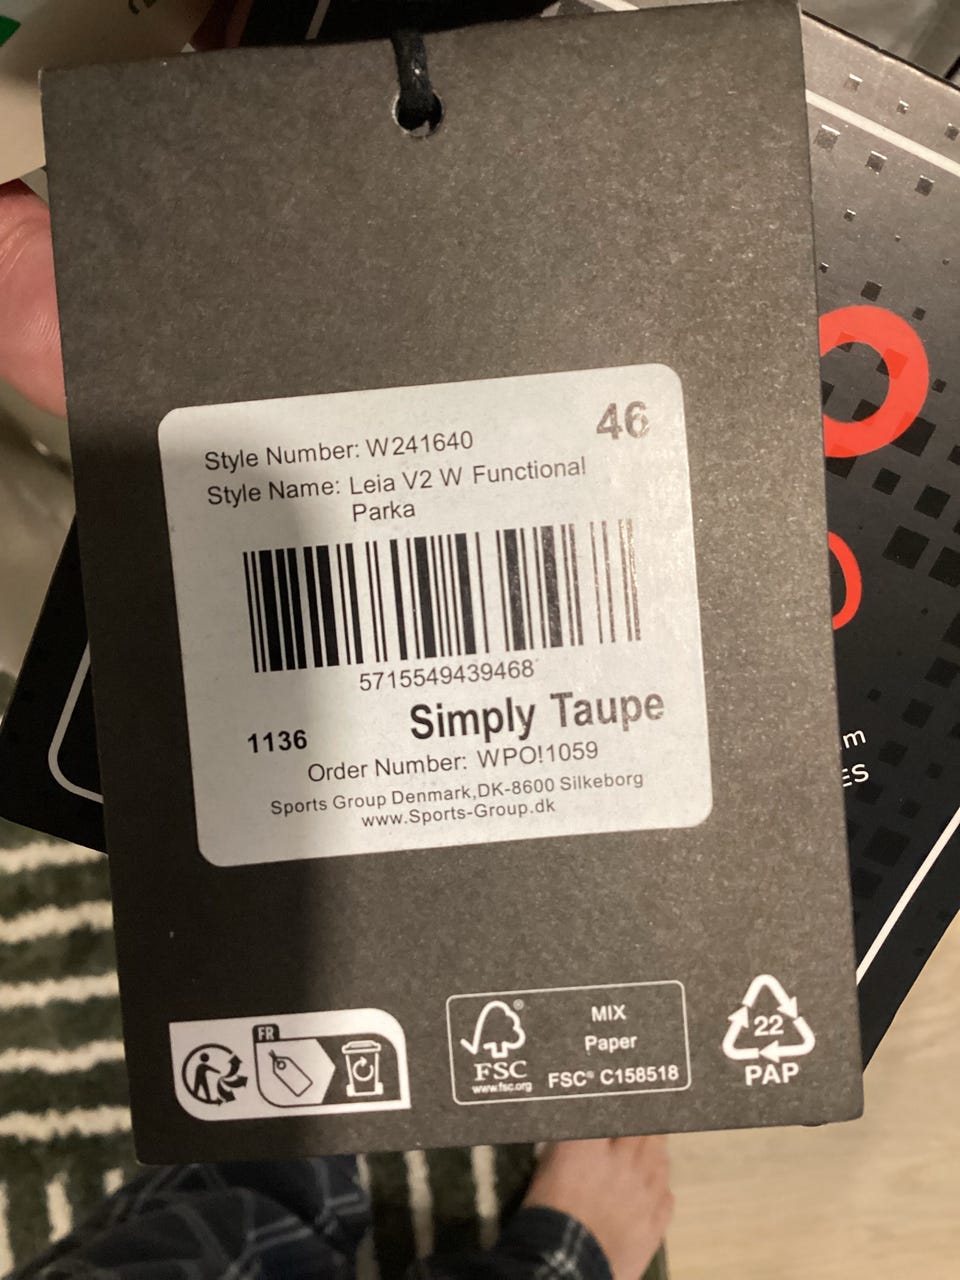 46
Style Number: W241640
Style Name: Leia V2 W Functional
Parka
5715549439468
1136
Simply Taupe
Order Number: WPO!1059
Sports Group Denmark,DK-8600 Silkeborg
www.Sports-Group.dk
FR
FSC®
www.fsc.org
MIX
Paper
FSC® C158518
22
PAP
m
ES